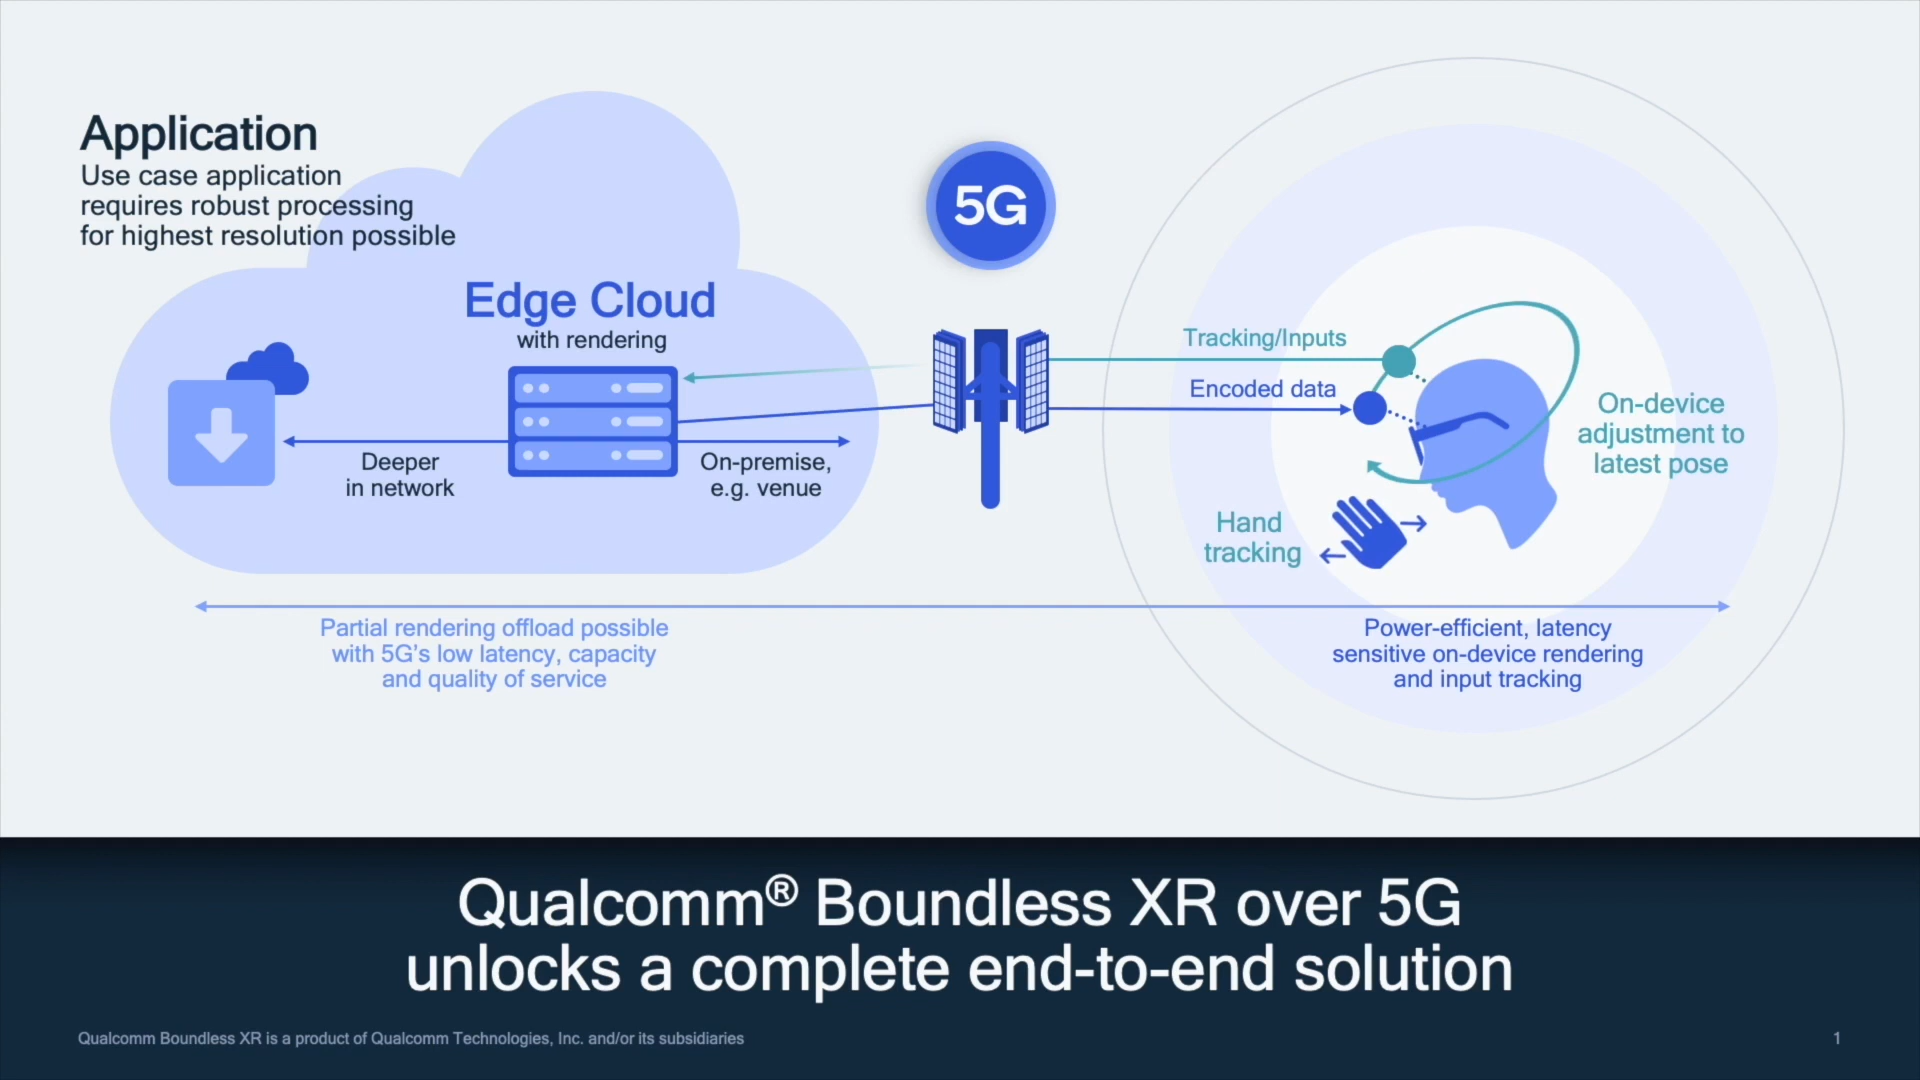 Application
Use case application
requires robust processing
for highest resolution possible
Edge Cloud
with rendering
Deeper
in network
On-premise,
e.g. venue
5G
Tracking/Inputs
Encoded data
On-device
adjustment to
latest pose
Hand
tracking
Partial rendering offload possible
with 5G's low latency, capacity
and quality of service
Power-efficient, latency
sensitive on-device rendering
and input tracking
Qualcomm® Boundless XR over 5G
unlocks a complete end-to-end solution
Qualcomm Boundless XR is a product of Qualcomm Technologies, Inc. and/or its subsidiaries
1